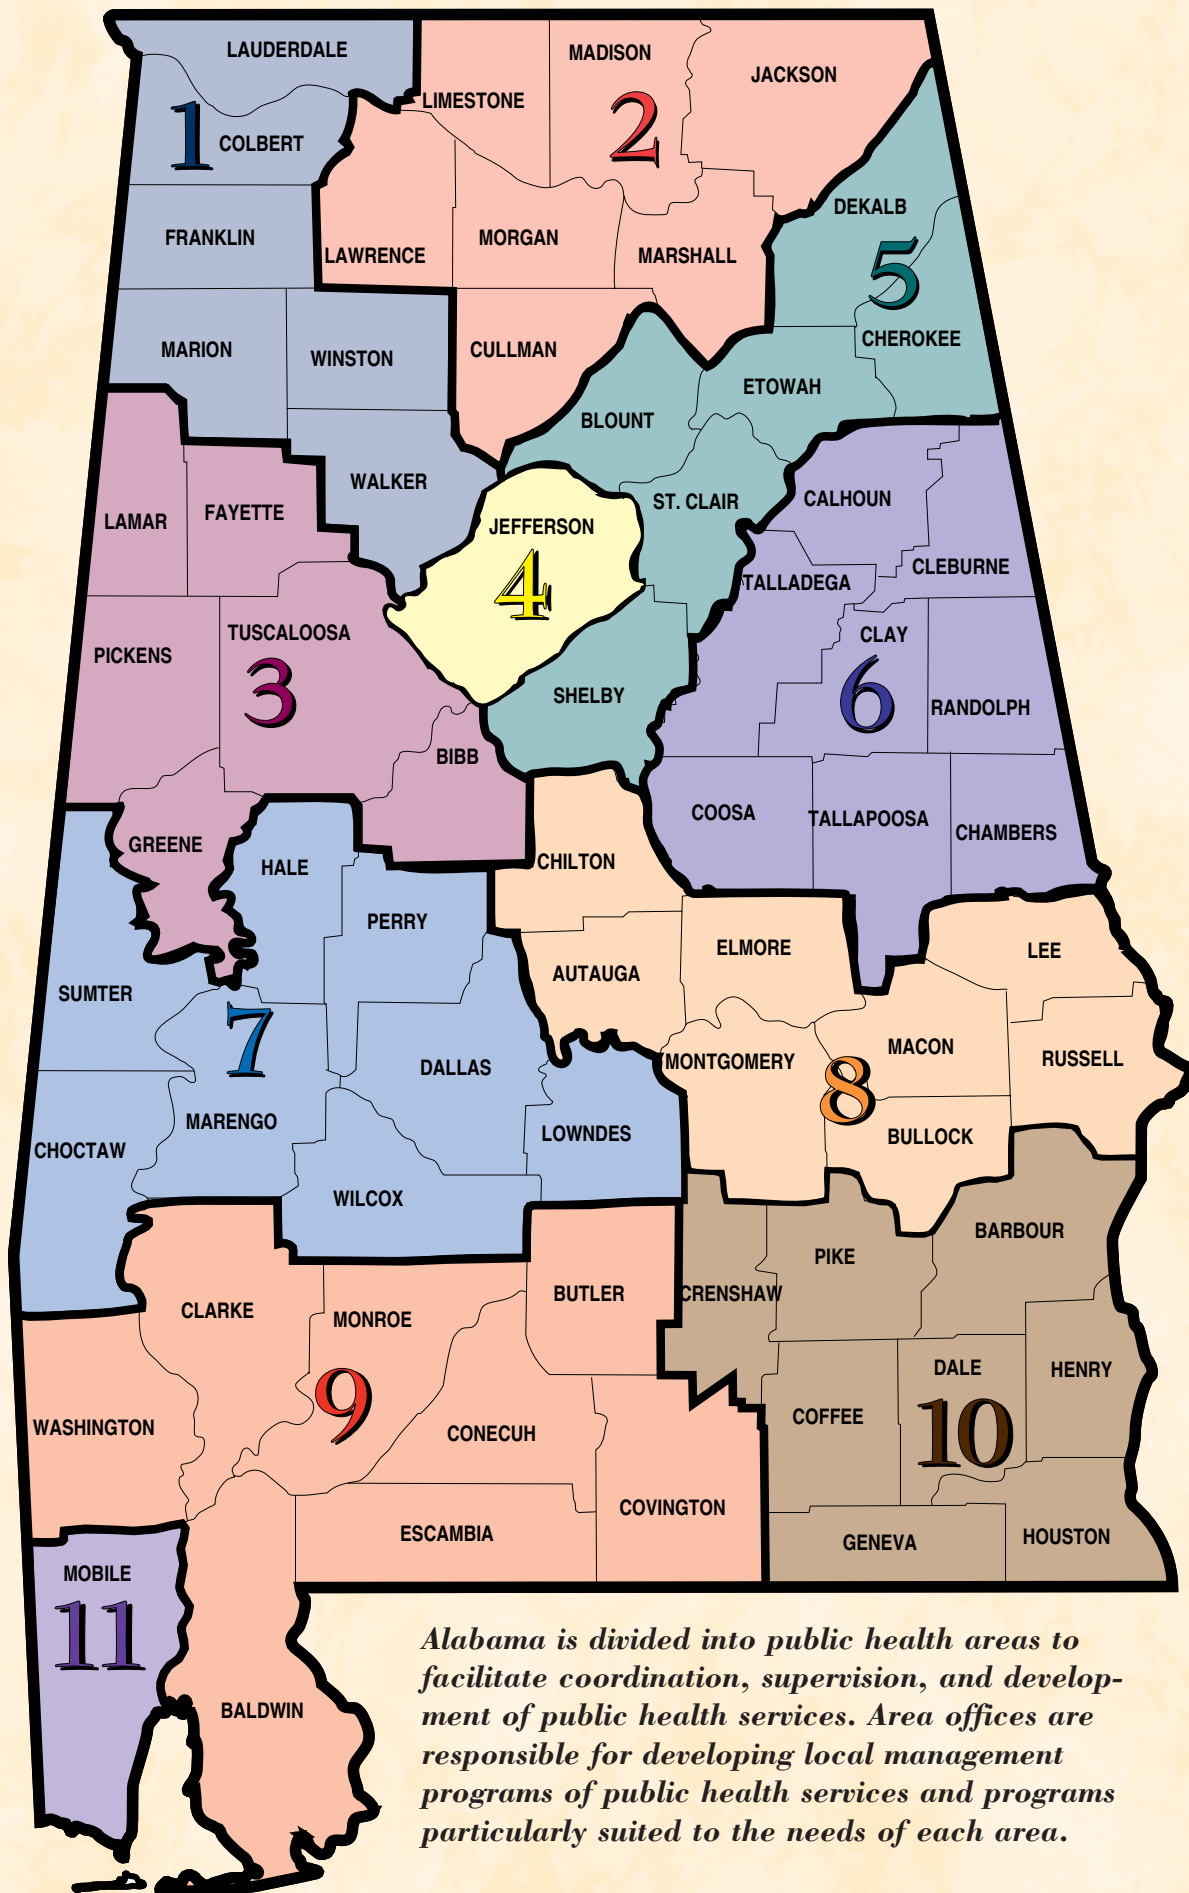 LAUDERDALE
MADISON
JACKSON
LIMESTONE
1
2
COLBERT
DEKALB
FRANKLIN
LAWRENCE
MORGAN
MARSHALL
5
MARION
WINSTON
CULLMAN
CHEROKEE
ETOWAH
BLOUNT
WALKER
ST. CLAIR
CALHOUN
LAMAR
FAYETTE
JEFFERSON
4
TALLADEGA
CLEBURNE
TUSCALOOSA
CLAY
PICKENS
3
SHELBY
6
RANDOLPH
BIBB
COOSA
TALLAPOOSA
CHAMBERS
GREENE
HALE
CHILTON
PERRY
ELMORE
LEE
AUTAUGA
SUMTER
7
DALLAS
MONTGOMERY
MACON
RUSSELL
8
MARENGO
LOWNDES
BULLOCK
CHOCTAW
WILCOX
BARBOUR
PIKE
CLARKE
MONROE
BUTLER
CRENSHAW
DALE
HENRY
9
WASHINGTON
CONECUH
COFFEE
10
COVINGTON
ESCAMBIA
GENEVA
HOUSTON
MOBILE
11
BALDWIN
Alabama is divided into public health areas to
facilitate coordination, supervision, and develop-
ment of public health services. Area offices are
responsible for developing local management
programs of public health services and programs
particularly suited to the needs of each area.